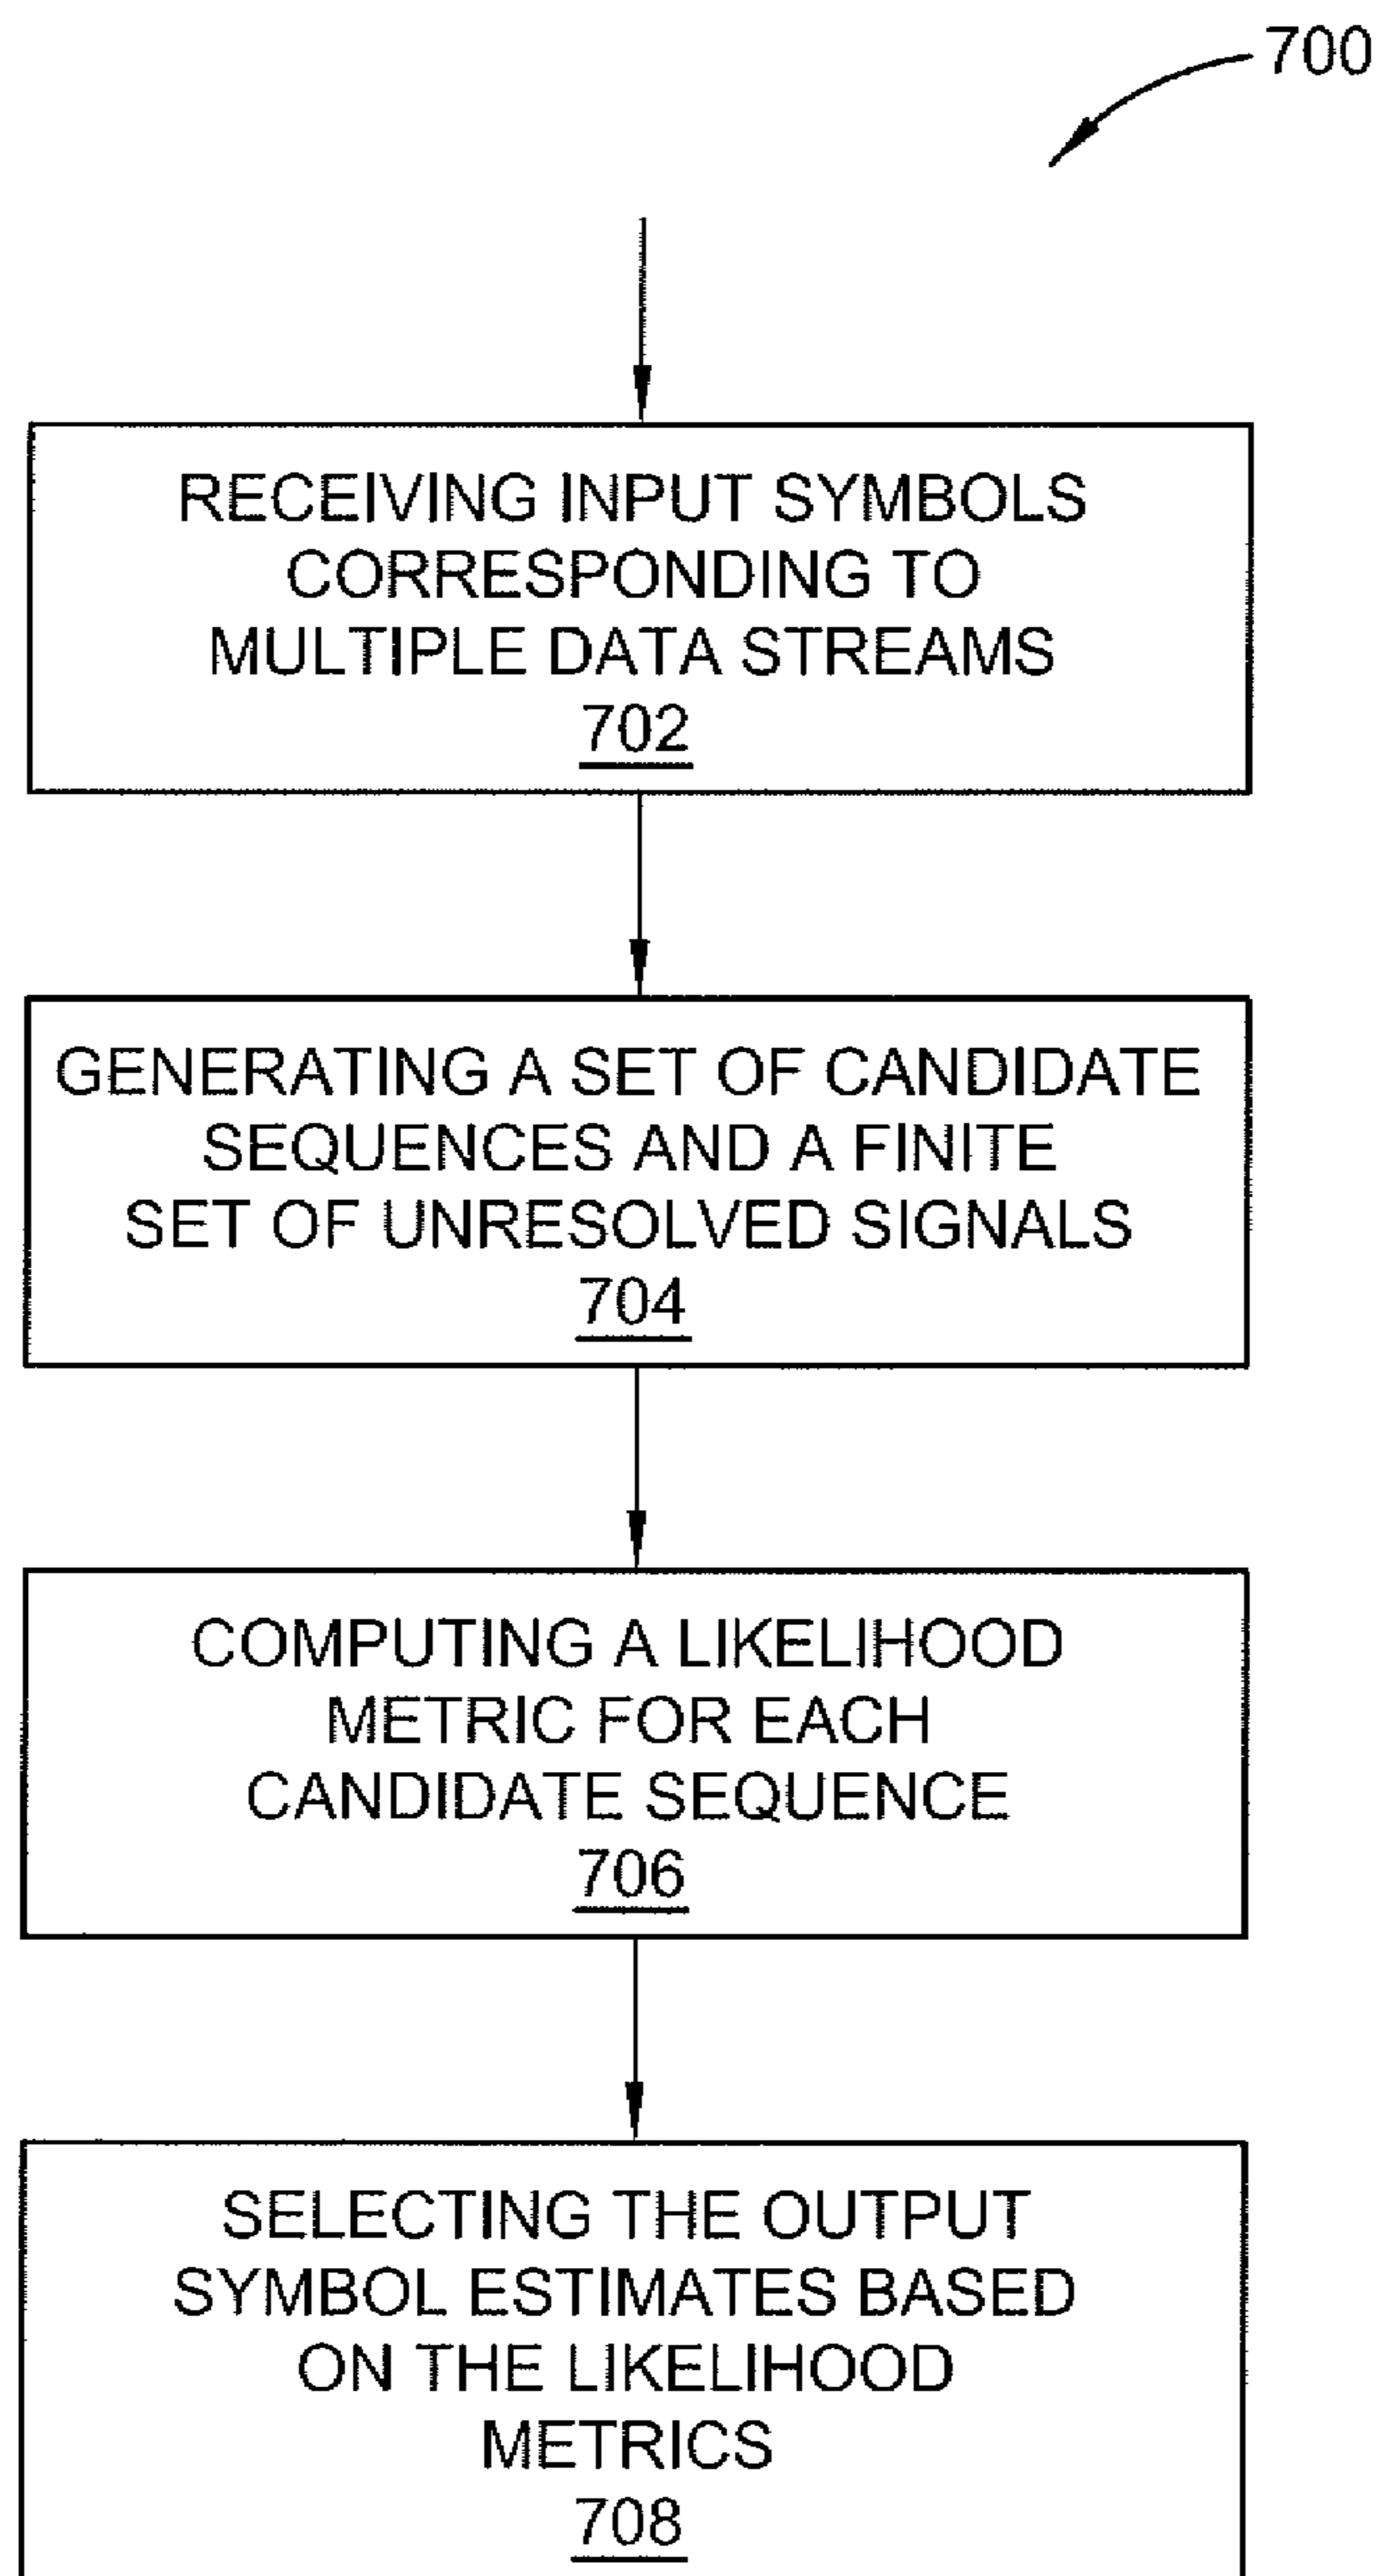 700
RECEIVING INPUT SYMBOLS
CORRESPONDING TO
MULTIPLE DATA STREAMS
702
GENERATING A SET OF CANDIDATE
SEQUENCES AND A FINITE
SET OF UNRESOLVED SIGNALS
704
COMPUTING A LIKELIHOOD
METRIC FOR EACH
CANDIDATE SEQUENCE
706
SELECTING THE OUTPUT
SYMBOL ESTIMATES BASED
ON THE LIKELIHOOD
METRICS
708